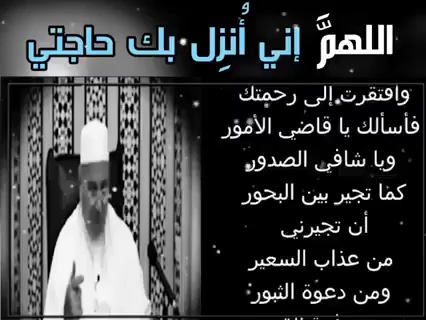 اللهمَّ إني أُنزِل بك حاجتي
وافتقرت إلى رحمتك
فأسألك يا قاضي الأمور
ويا شافي الصدور
كما تجير بين البحور
أن تجيرني
من عذاب السعير
ومن دعوة الثبور